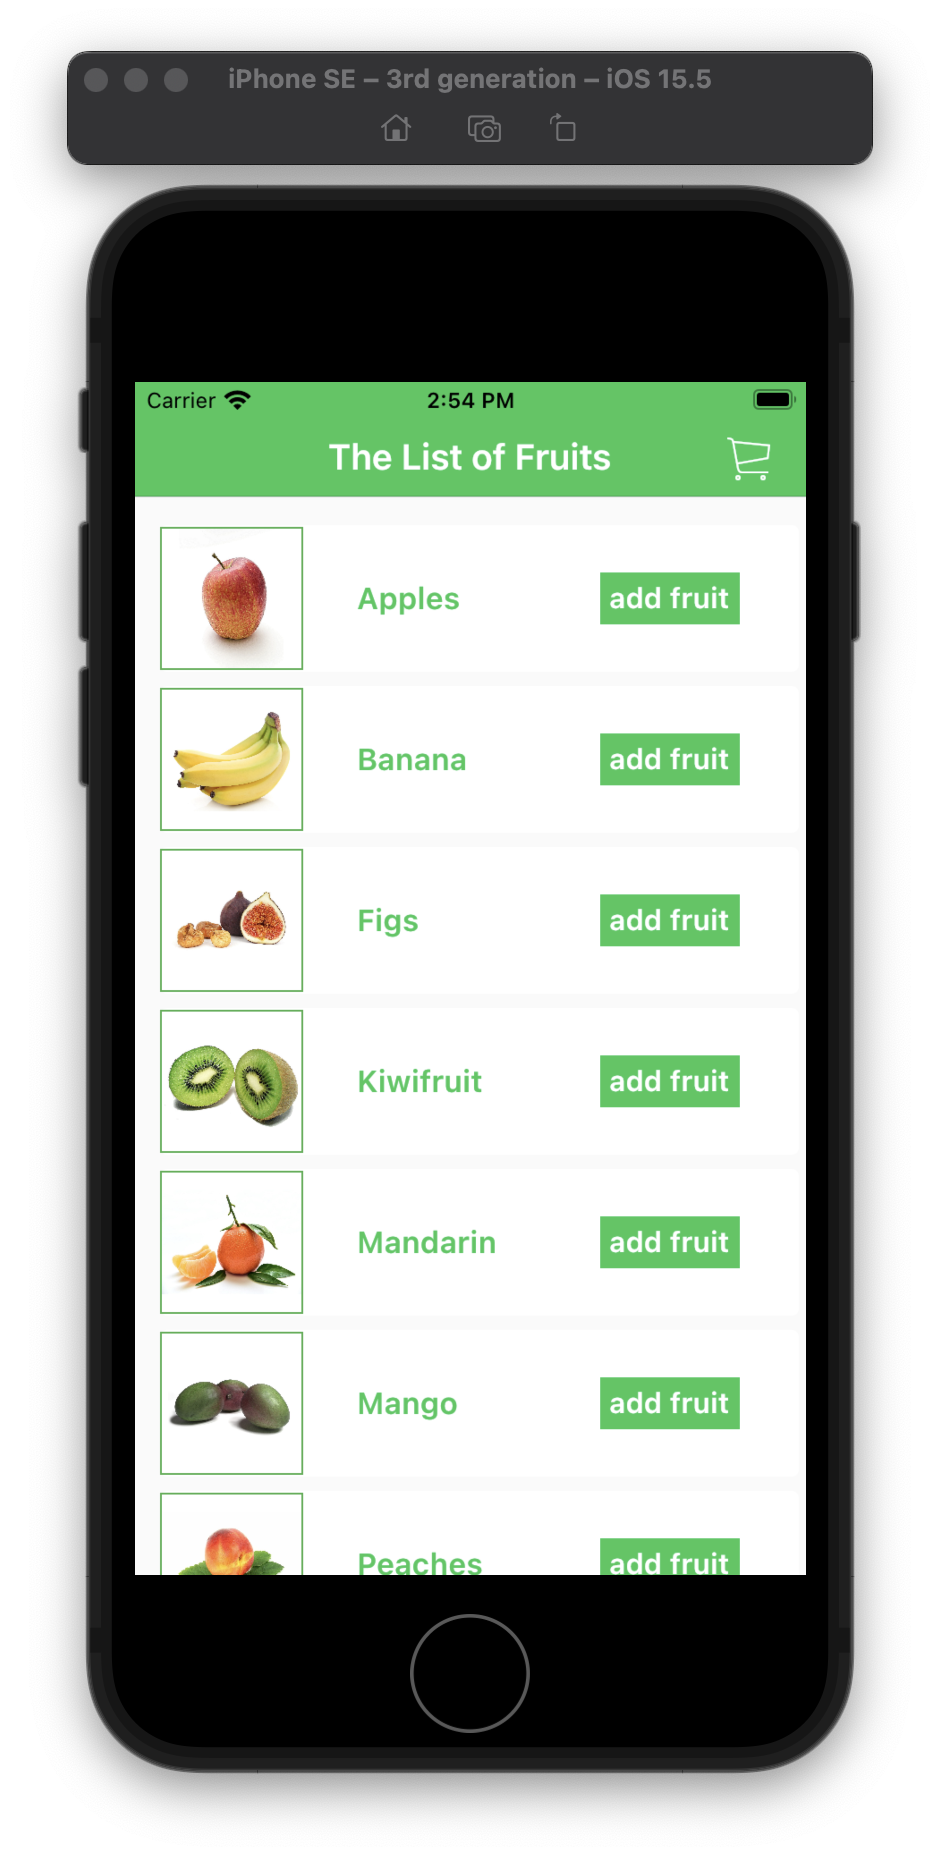 iPhone SE – 3rd generation – iOS 15.5
Carrier 2:54 PM
The List of Fruits
Apples add fruit
Banana add fruit
Figs add fruit
Kiwifruit add fruit
Mandarin add fruit
Mango add fruit
Peaches add fruit